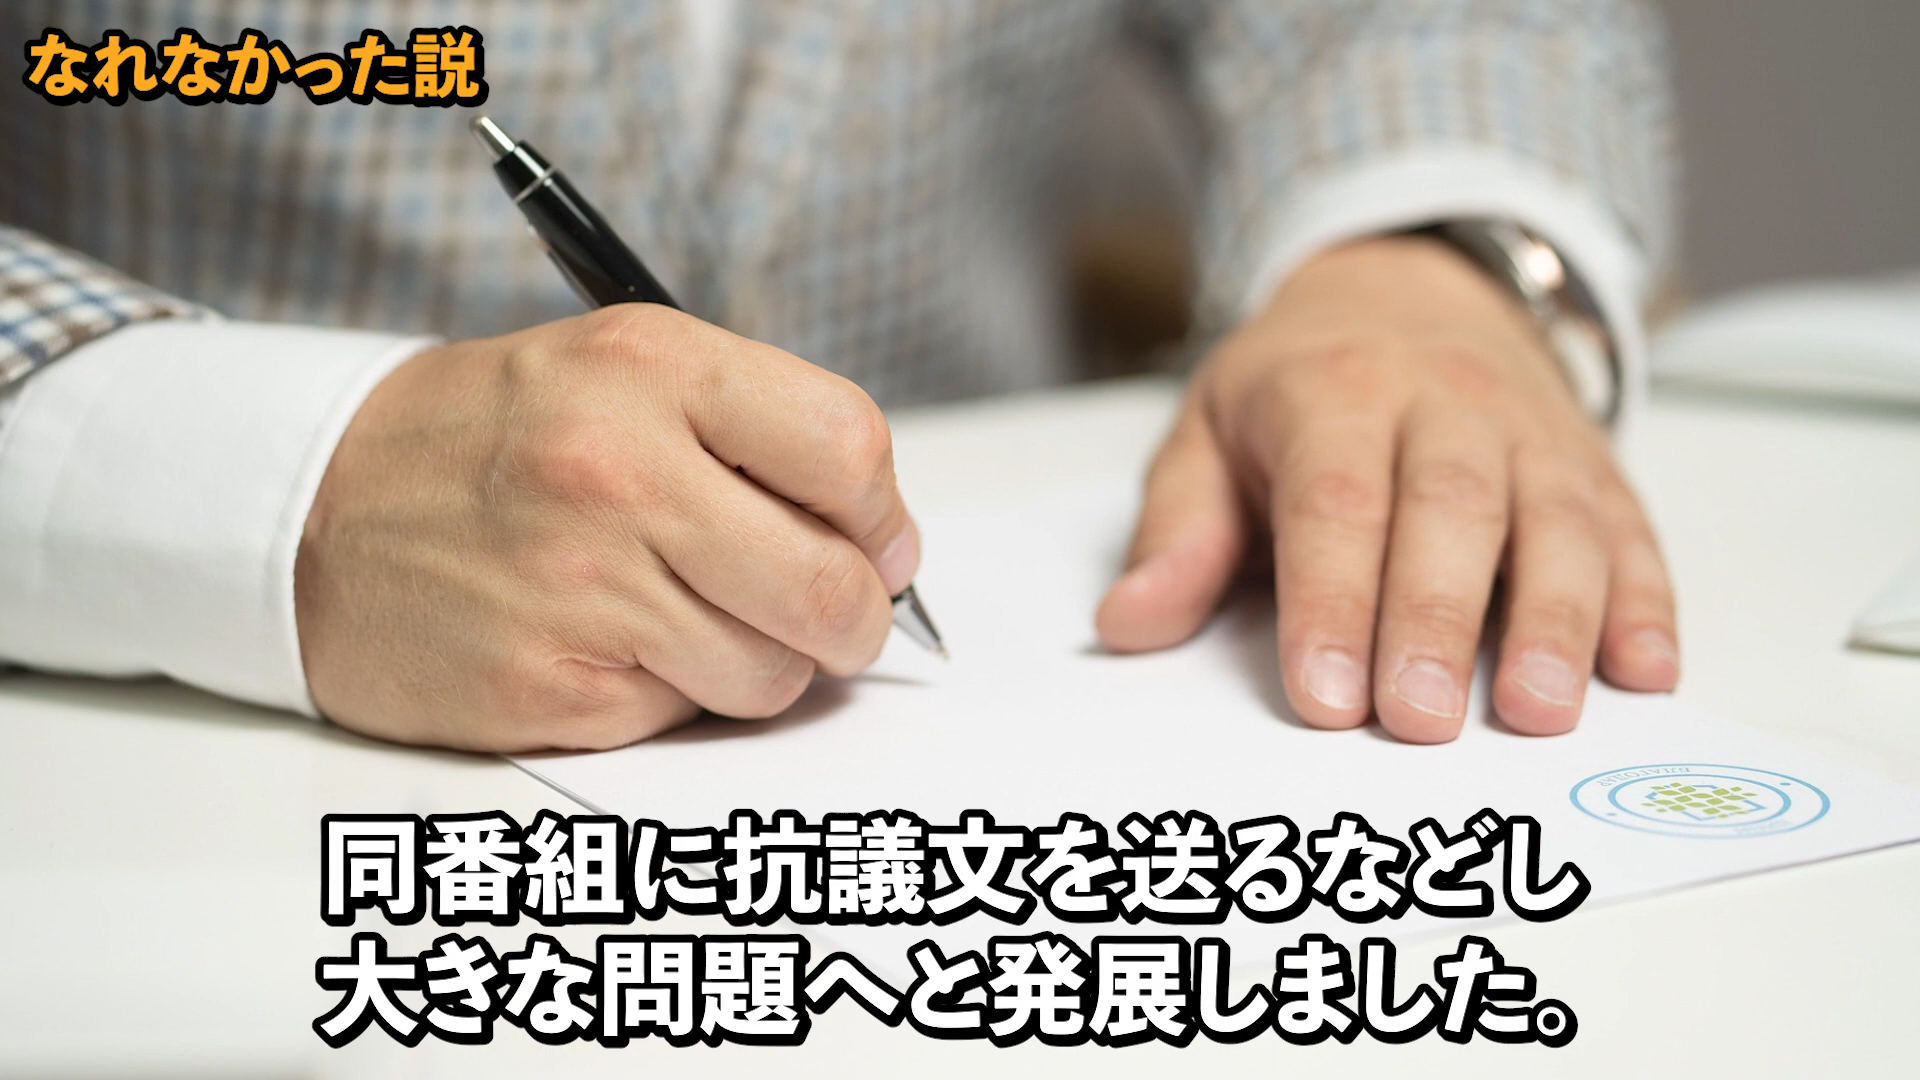 なれなかった説
同番組に抗議文を送るなどし
大きな問題へと発展しました。